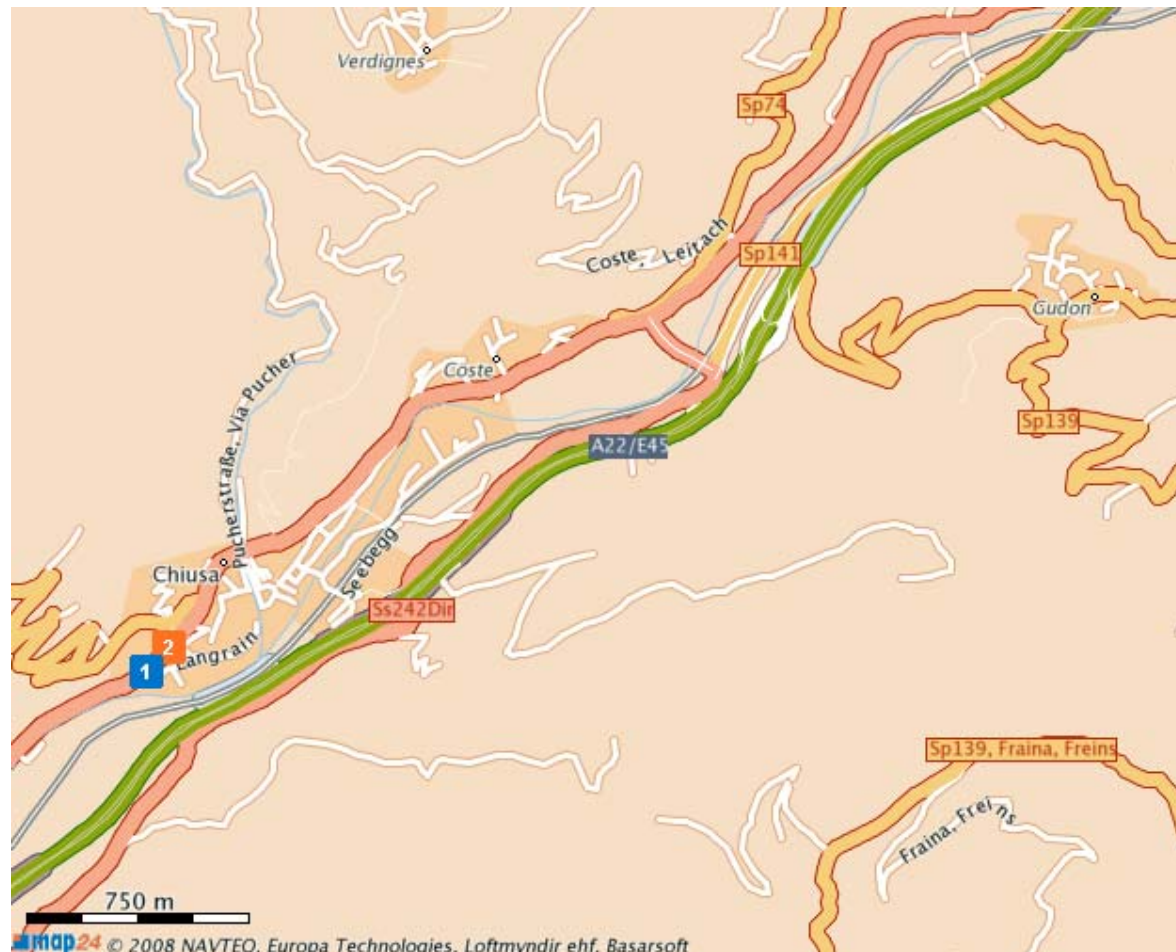 Verdignes
Sp74
Coste, Leitach
Sp141
Gudon
Pucherstraße, Via Pucher
Coste
Sp139
A22/E45
Seebegg
Chiusa
Ss242Dir
2
Langrain
1
Sp139, Fraina, Freins
Fraina, Freins
750 m
map24 © 2008 NAVTEQ, Europa Technologies, Loftmyndir ehf, Basarsoft